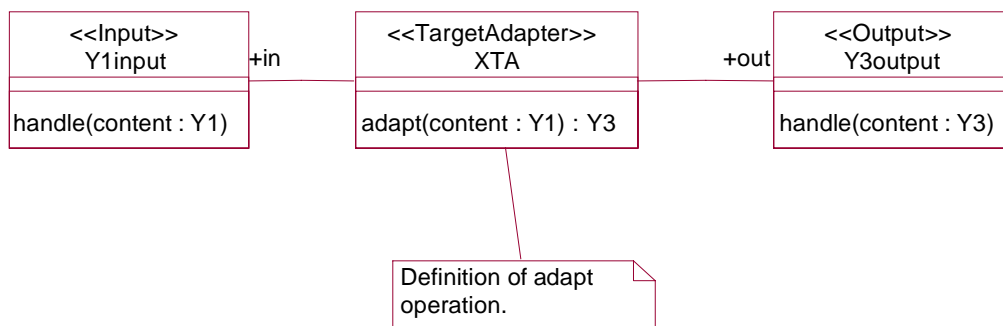 <<Input>>
Y1input
+in
handle(content : Y1)
<<TargetAdapter>>
XTA
adapt(content : Y1) : Y3
+out
<<Output>>
Y3output
handle(content : Y3)
Definition of adapt
operation.